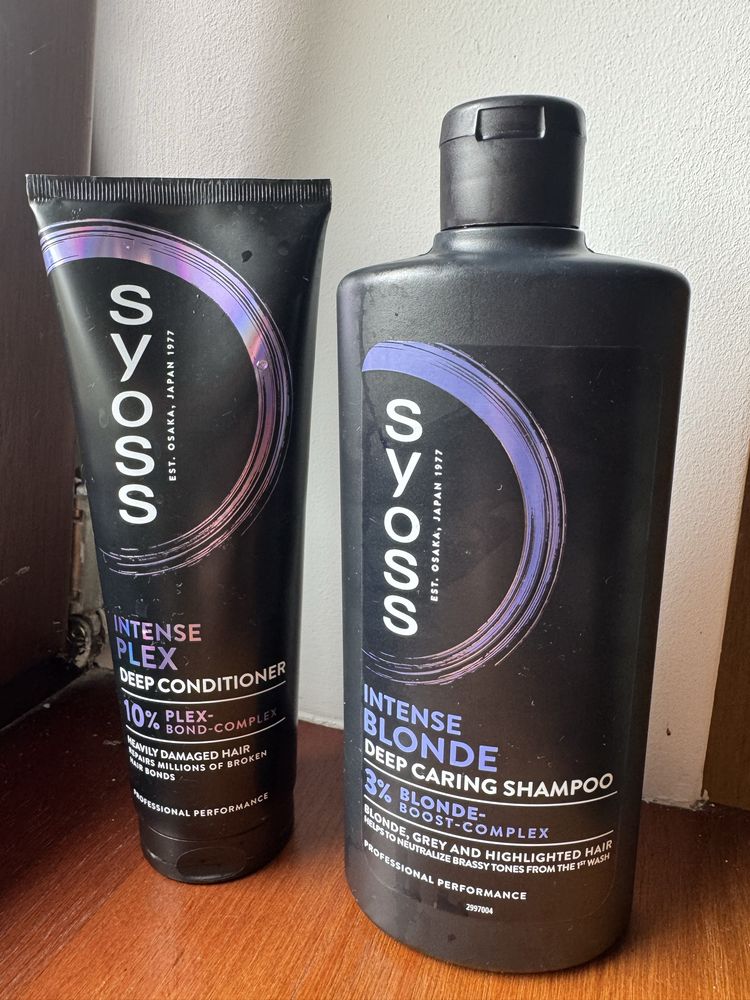 syoss
EST. OSAKA, JAPAN 1977
INTENSE
PLEX
DEEP CONDITIONER
10% PLEX-
BOND-COMPLEX
HEAVILY DAMAGED HAIR
REPAIRS MILLIONS OF BROKEN
HAIR BONDS
PROFESSIONAL PERFORMANCE
syoss
EST. OSAKA, JAPAN 1977
INTENSE
BLONDE
DEEP CARING SHAMPOO
3% BLONDE-
BOOST-COMPLEX
BLONDE, GREY AND HIGHLIGHTED HAIR
HELPS TO NEUTRALIZE BRASSY TONES FROM THE 1ST WASH
PROFESSIONAL PERFORMANCE
2997004